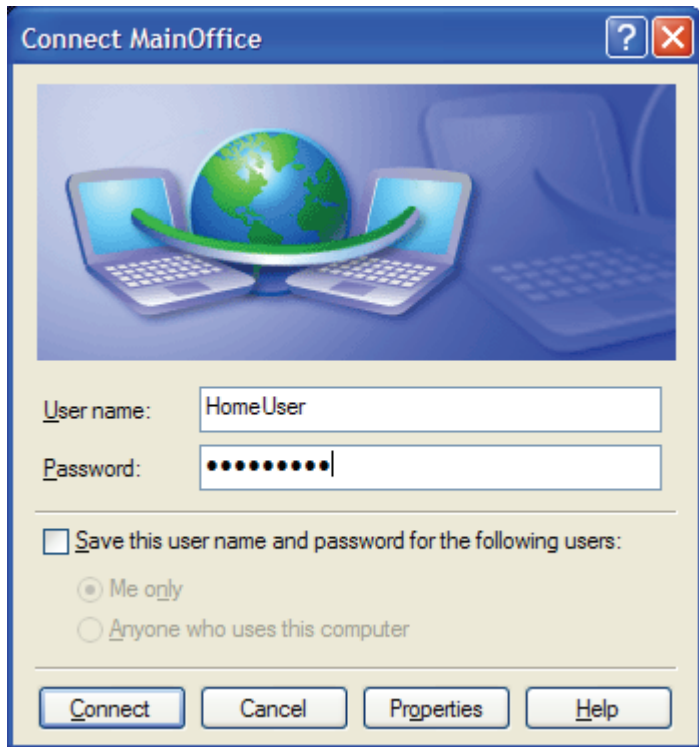 Connect MainOffice
User name: HomeUser
Password: •••••••••
Save this user name and password for the following users:
Me only
Anyone who uses this computer
Connect Cancel Properties Help